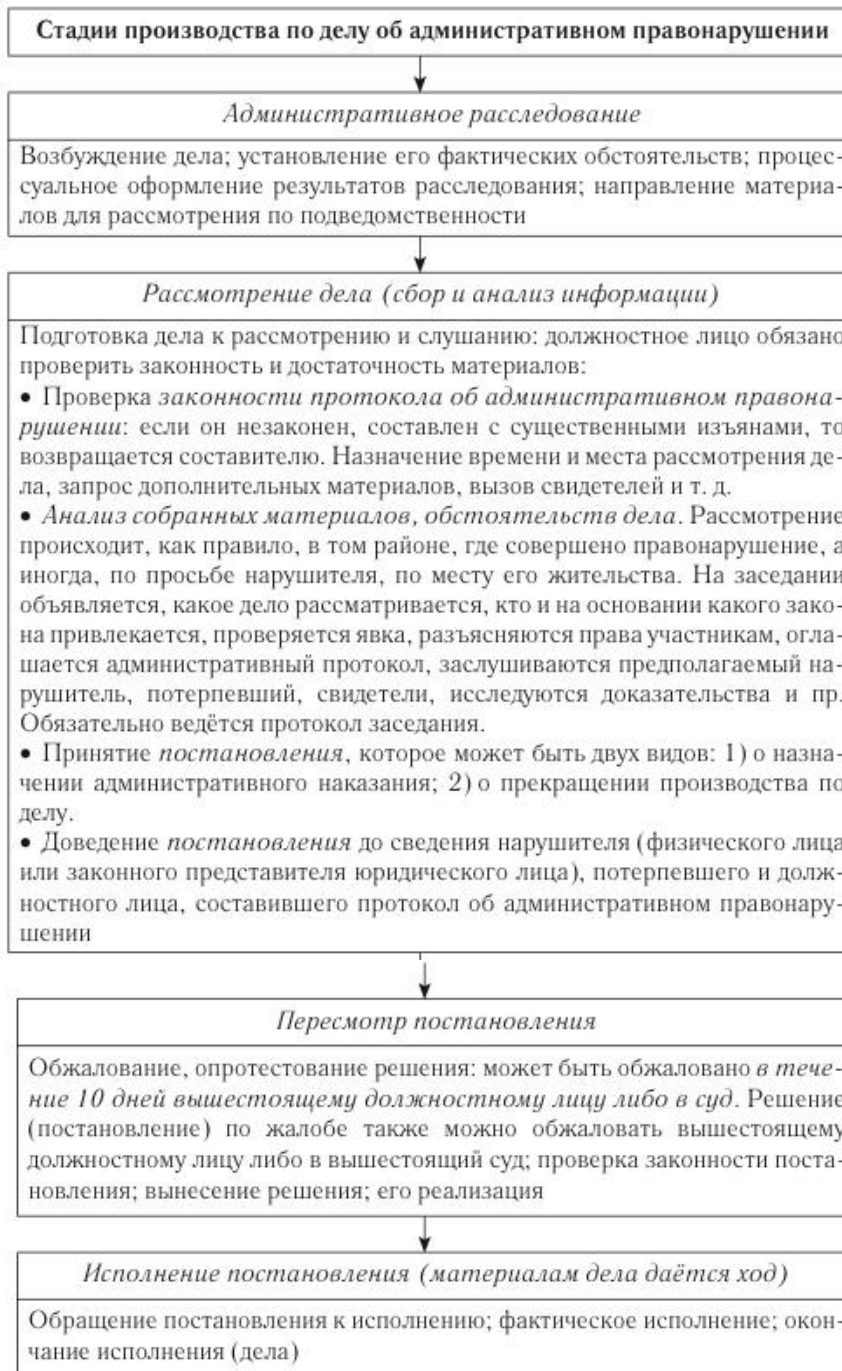 Стадии производства по делу об административном правонарушении
Административное расследование
Возбуждение дела; установление его фактических обстоятельств; процес-
суальное оформление результатов расследования; направление материа-
лов для рассмотрения по подведомственности
Рассмотрение дела (сбор и анализ информации)
Подготовка дела к рассмотрению и слушанию: должностное лицо обязано
проверить законность и достаточность материалов:
• Проверка законности протокола об административном правона-
рушении: если он незаконен, составлен с существенными изъянами, то
возвращается составителю. Назначение времени и места рассмотрения де-
ла, запрос дополнительных материалов, вызов свидетелей и т. д.
• Анализ собранных материалов, обстоятельств дела. Рассмотрение
происходит, как правило, в том районе, где совершено правонарушение, а
иногда, по просьбе нарушителя, по месту его жительства. На заседании
объявляется, какое дело рассматривается, кто и на основании какого зако-
на привлекается, проверяется явка, разъясняются права участникам, огла-
шается административный протокол, заслушиваются предполагаемый на-
рушитель, потерпевший, свидетели, исследуются доказательства и пр.
Обязательно ведётся протокол заседания.
• Принятие постановления, которое может быть двух видов: 1) о назна-
чении административного наказания; 2) о прекращении производства по
делу.
• Доведение постановления до сведения нарушителя (физического лица
или законного представителя юридического лица), потерпевшего и долж-
ностного лица, составившего протокол об административном правонару-
шении
Пересмотр постановления
Обжалование, опротестование решения: может быть обжаловано в тече-
ние 10 дней вышестоящему должностному лицу либо в суд. Решение
(постановление) по жалобе также можно обжаловать вышестоящему
должностному лицу либо в вышестоящий суд; проверка законности поста-
новления; вынесение решения; его реализация
Исполнение постановления (материалам дела даётся ход)
Обращение постановления к исполнению; фактическое исполнение; окон-
чание исполнения (дела)